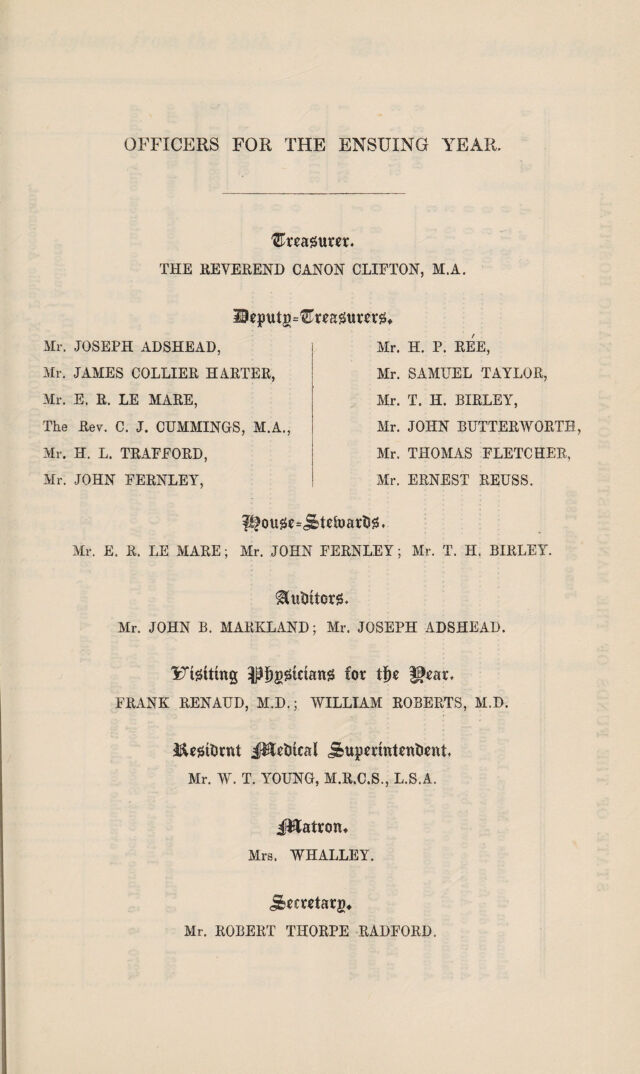 OFFICERS FOR THE ENSUING YEAR.
Treasurer.
THE REVEREND CANON CLIFTON, M.A.
Deputy=Treasurers.
Mr. JOSEPH ADSHEAD,
Mr. JAMES COLLIER HARTER,
Mr. E. R. LE MARE,
The Rev. C. J. CUMMINGS, M.A.,
Mr. H. L. TRAFFORD,
Mr. JOHN FERNLEY,
Mr. H. P. RÉE,
Mr. SAMUEL TAYLOR,
Mr. T. H. BIRLEY,
Mr. JOHN BUTTERWORTH,
Mr. THOMAS FLETCHER,
Mr. ERNEST REUSS.
House=Stewards.
Mr. E. R. LE MARE; Mr. JOHN FERNLEY; Mr. T. H. BIRLEY.
Auditors.
Mr. JOHN B. MARKLAND; Mr. JOSEPH ADSHEAD.
Visiting Physicians for the Year.
FRANK RENAUD, M.D.; WILLIAM ROBERTS, M.D.
Resident Medical Superintendent.
Mr. W. T. YOUNG, M.R.C.S., L.S.A.
Matron.
Mrs. WHALLEY.
Secretary.
Mr. ROBERT THORPE RADFORD.